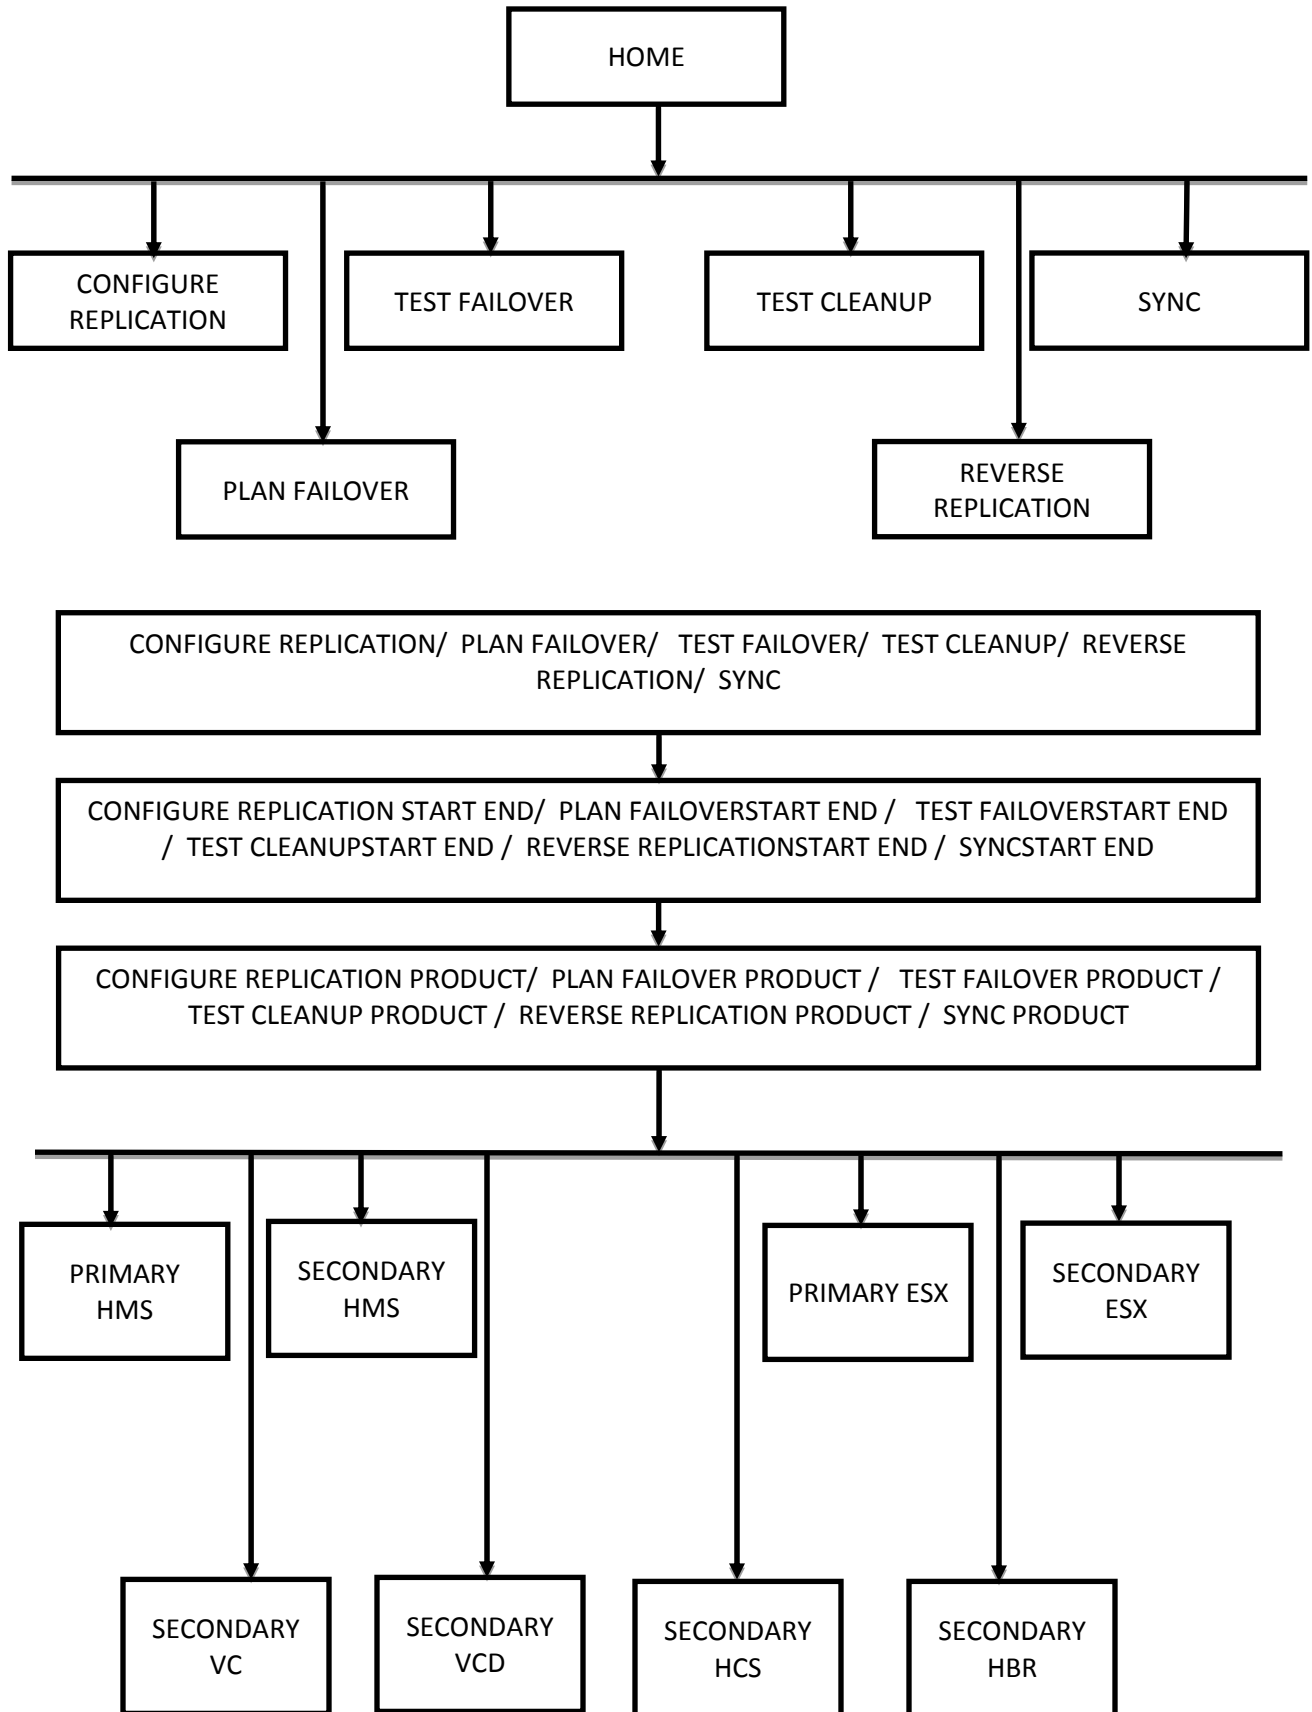 HOME
CONFIGURE
REPLICATION
TEST FAILOVER
TEST CLEANUP
SYNC
PLAN FAILOVER
REVERSE
REPLICATION
CONFIGURE REPLICATION/ PLAN FAILOVER/ TEST FAILOVER/ TEST CLEANUP/ REVERSE
REPLICATION/ SYNC
CONFIGURE REPLICATION START END/ PLAN FAILOVERSTART END / TEST FAILOVERSTART END
/ TEST CLEANUPSTART END / REVERSE REPLICATIONSTART END / SYNCSTART END
CONFIGURE REPLICATION PRODUCT/ PLAN FAILOVER PRODUCT / TEST FAILOVER PRODUCT /
TEST CLEANUP PRODUCT / REVERSE REPLICATION PRODUCT / SYNC PRODUCT
PRIMARY
HMS
SECONDARY
HMS
PRIMARY ESX
SECONDARY
ESX
SECONDARY
VC
SECONDARY
VCD
SECONDARY
HCS
SECONDARY
HBR